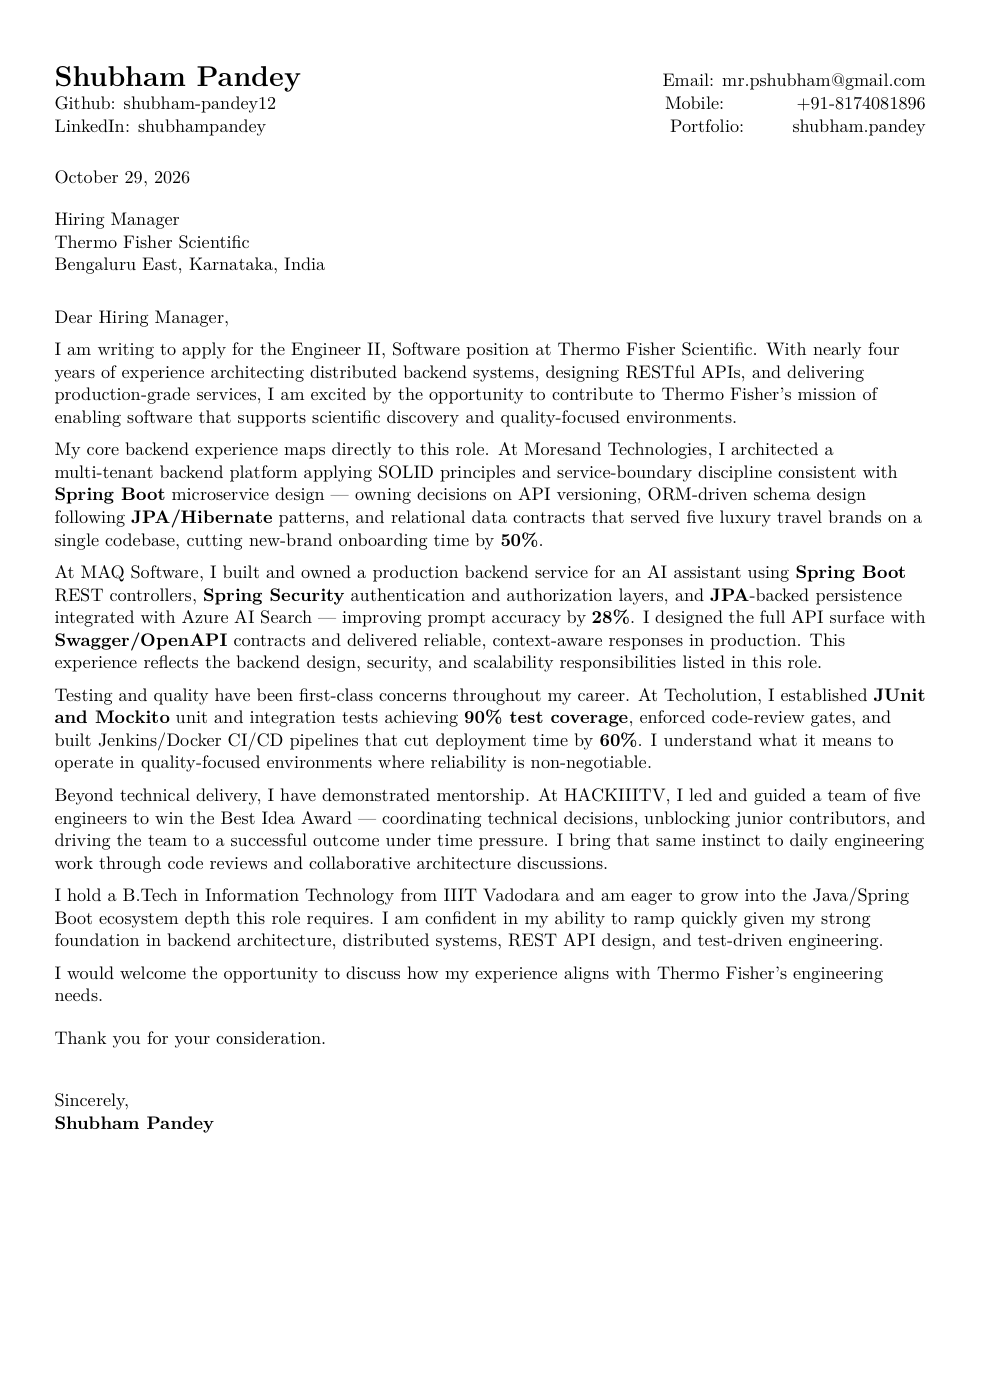 Shubham Pandey
Email: mr.pshubham@gmail.com
Github: shubham-pandey12
Mobile: +91-8174081896
LinkedIn: shubhampandey
Portfolio: shubham.pandey
October 29, 2026
Hiring Manager
Thermo Fisher Scientific
Bengaluru East, Karnataka, India
Dear Hiring Manager,
I am writing to apply for the Engineer II, Software position at Thermo Fisher Scientific. With nearly four
years of experience architecting distributed backend systems, designing RESTful APIs, and delivering
production-grade services, I am excited by the opportunity to contribute to Thermo Fisher's mission of
enabling software that supports scientific discovery and quality-focused environments.
My core backend experience maps directly to this role. At Moresand Technologies, I architected a
multi-tenant backend platform applying SOLID principles and service-boundary discipline consistent with
Spring Boot microservice design — owning decisions on API versioning, ORM-driven schema design
following JPA/Hibernate patterns, and relational data contracts that served five luxury travel brands on a
single codebase, cutting new-brand onboarding time by 50%.
At MAQ Software, I built and owned a production backend service for an AI assistant using Spring Boot
REST controllers, Spring Security authentication and authorization layers, and JPA-backed persistence
integrated with Azure AI Search — improving prompt accuracy by 28%. I designed the full API surface with
Swagger/OpenAPI contracts and delivered reliable, context-aware responses in production. This
experience reflects the backend design, security, and scalability responsibilities listed in this role.
Testing and quality have been first-class concerns throughout my career. At Techolution, I established JUnit
and Mockito unit and integration tests achieving 90% test coverage, enforced code-review gates, and
built Jenkins/Docker CI/CD pipelines that cut deployment time by 60%. I understand what it means to
operate in quality-focused environments where reliability is non-negotiable.
Beyond technical delivery, I have demonstrated mentorship. At HACKIIITV, I led and guided a team of five
engineers to win the Best Idea Award — coordinating technical decisions, unblocking junior contributors, and
driving the team to a successful outcome under time pressure. I bring that same instinct to daily engineering
work through code reviews and collaborative architecture discussions.
I hold a B.Tech in Information Technology from IIIT Vadodara and am eager to grow into the Java/Spring
Boot ecosystem depth this role requires. I am confident in my ability to ramp quickly given my strong
foundation in backend architecture, distributed systems, REST API design, and test-driven engineering.
I would welcome the opportunity to discuss how my experience aligns with Thermo Fisher's engineering
needs.
Thank you for your consideration.
Sincerely,
Shubham Pandey